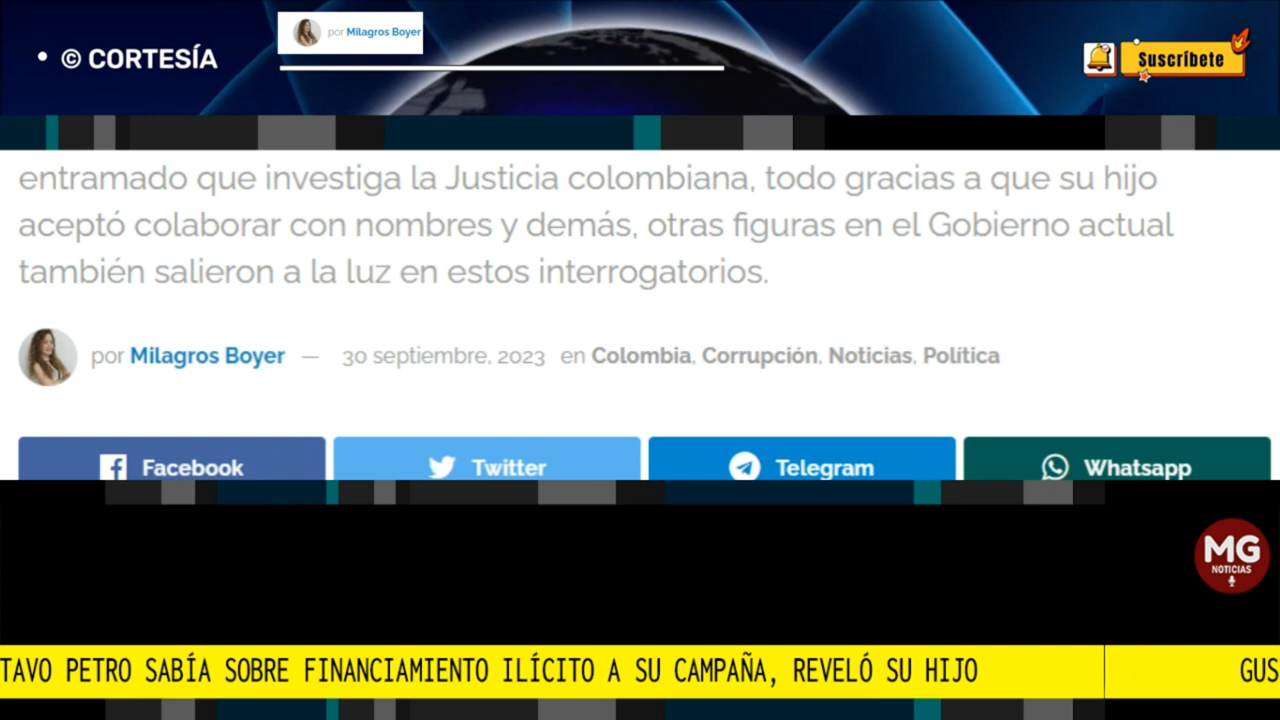 • © CORTESÍA
por Milagros Boyer
Suscríbete
entramado que investiga la Justicia colombiana, todo gracias a que su hijo
aceptó colaborar con nombres y demás, otras figuras en el Gobierno actual
también salieron a la luz en estos interrogatorios.
por Milagros Boyer — 30 septiembre, 2023 en Colombia, Corrupción, Noticias, Política
Facebook
Twitter
Telegram
Whatsapp
MG
NOTICIAS
TAVO PETRO SABÍA SOBRE FINANCIAMIENTO ILÍCITO A SU CAMPAÑA, REVELÓ SU HIJO
GUS